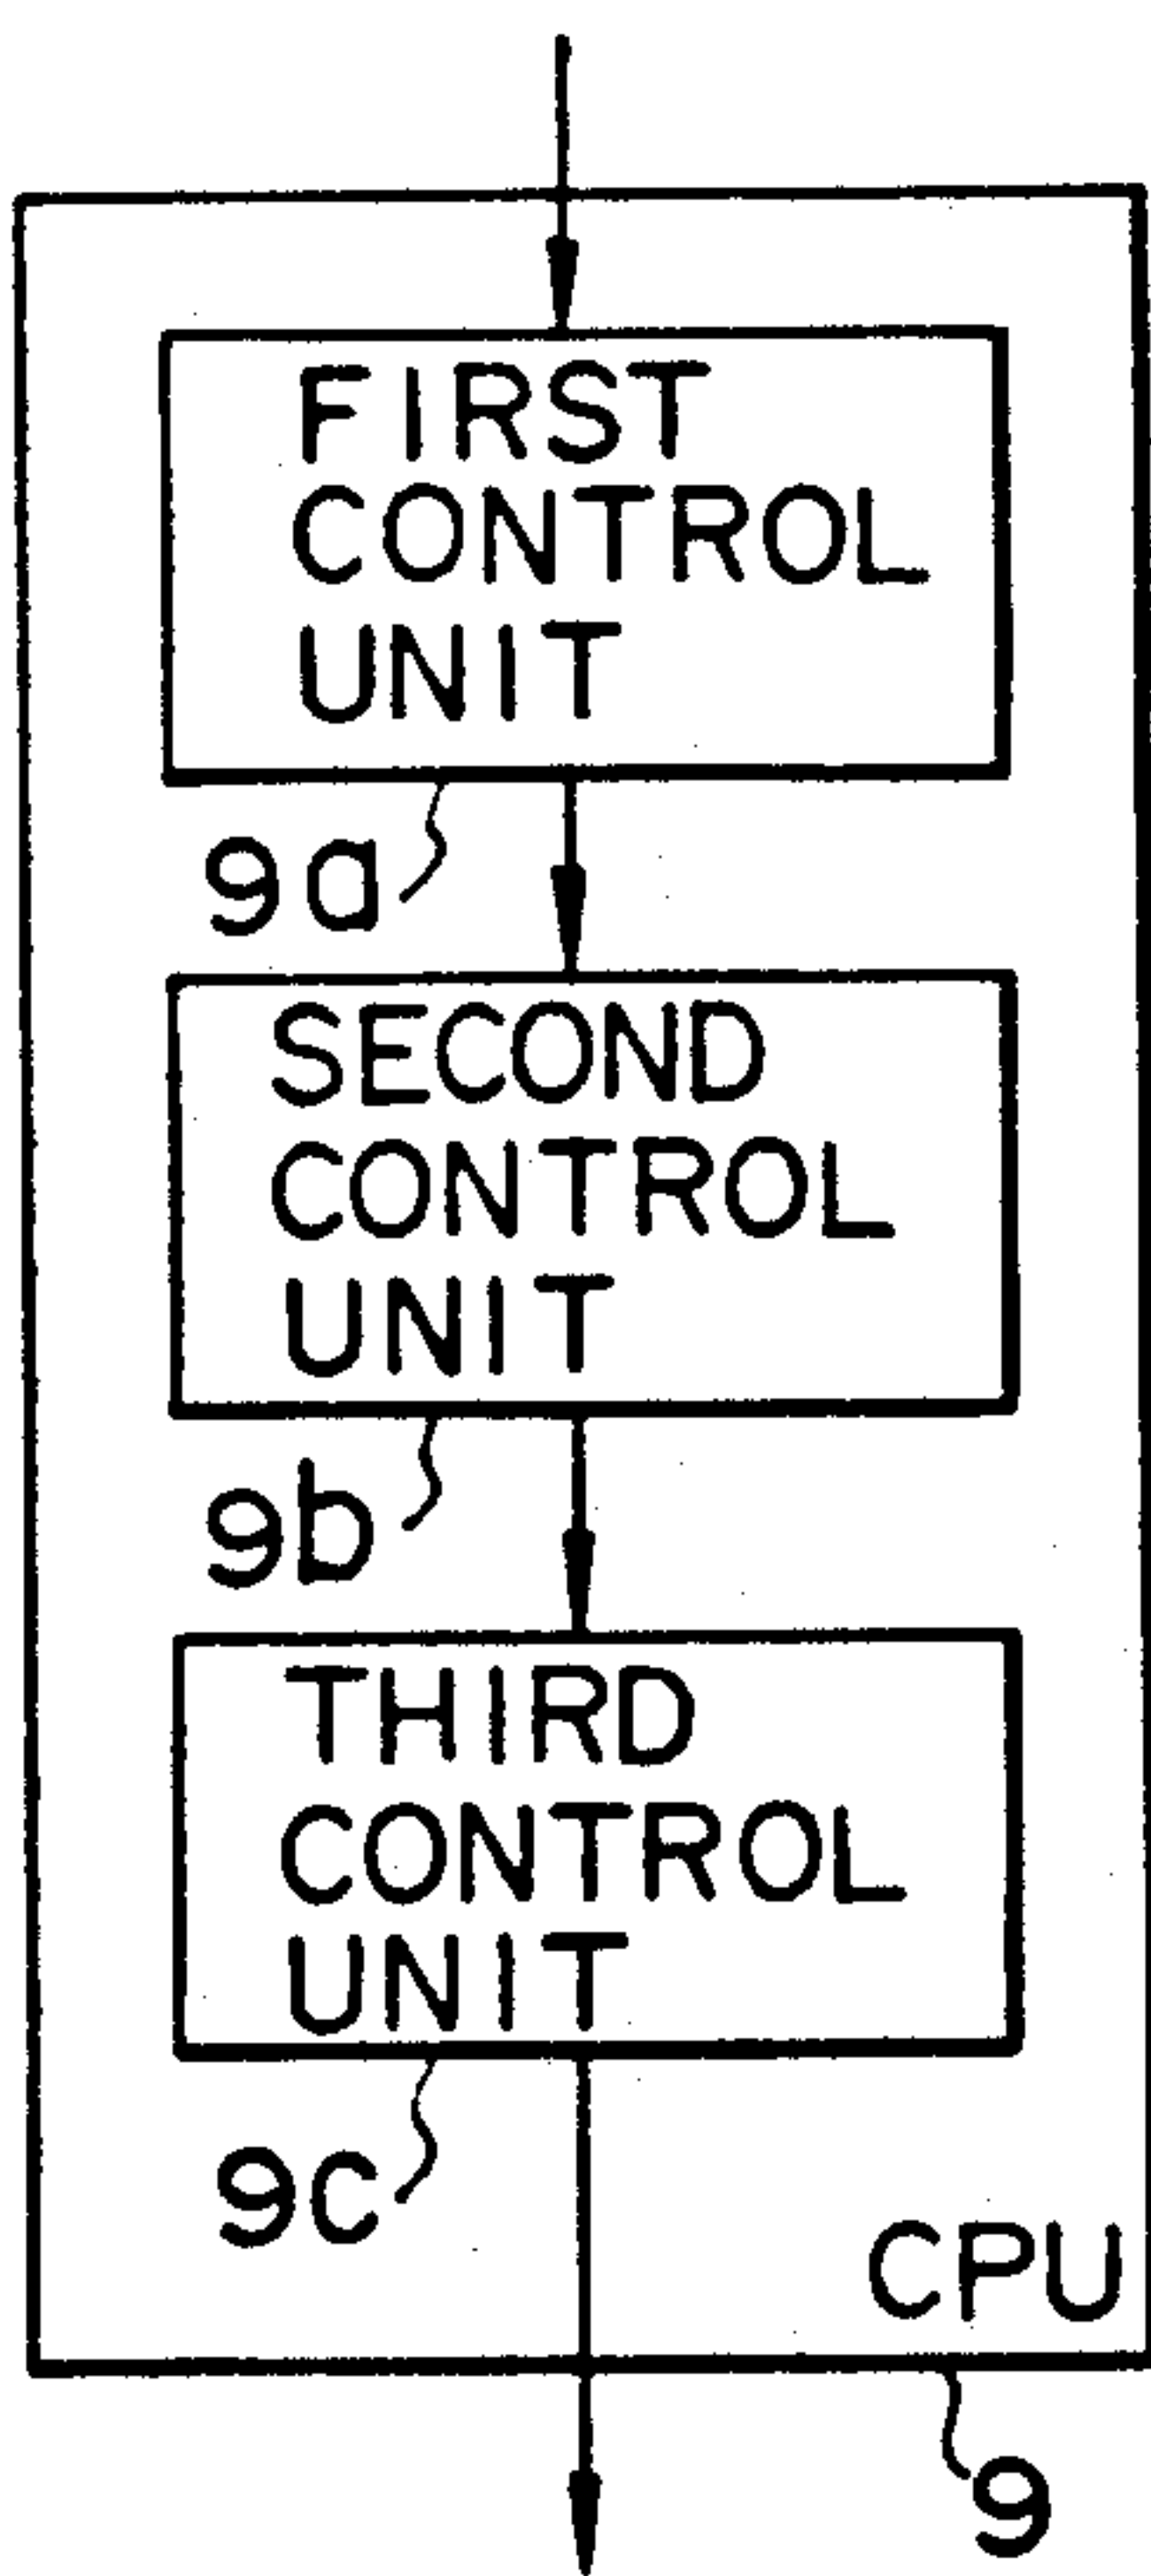 FIRST
CONTROL
UNIT
9a
SECOND
CONTROL
UNIT
9b
THIRD
CONTROL
UNIT
9c
CPU
9